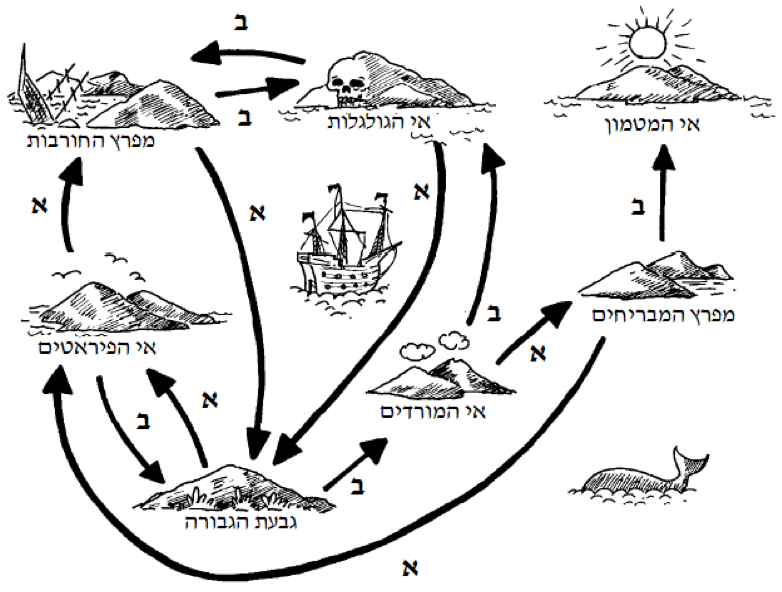 ב
אי המטמון
אי הגולגלות
ב
מפרץ החורבות
א
א
א
ב
מפרץ המבריחים
ב
אי הפיראטים
א
א
אי המורדים
ב
ב
גבעת הגבורה
א